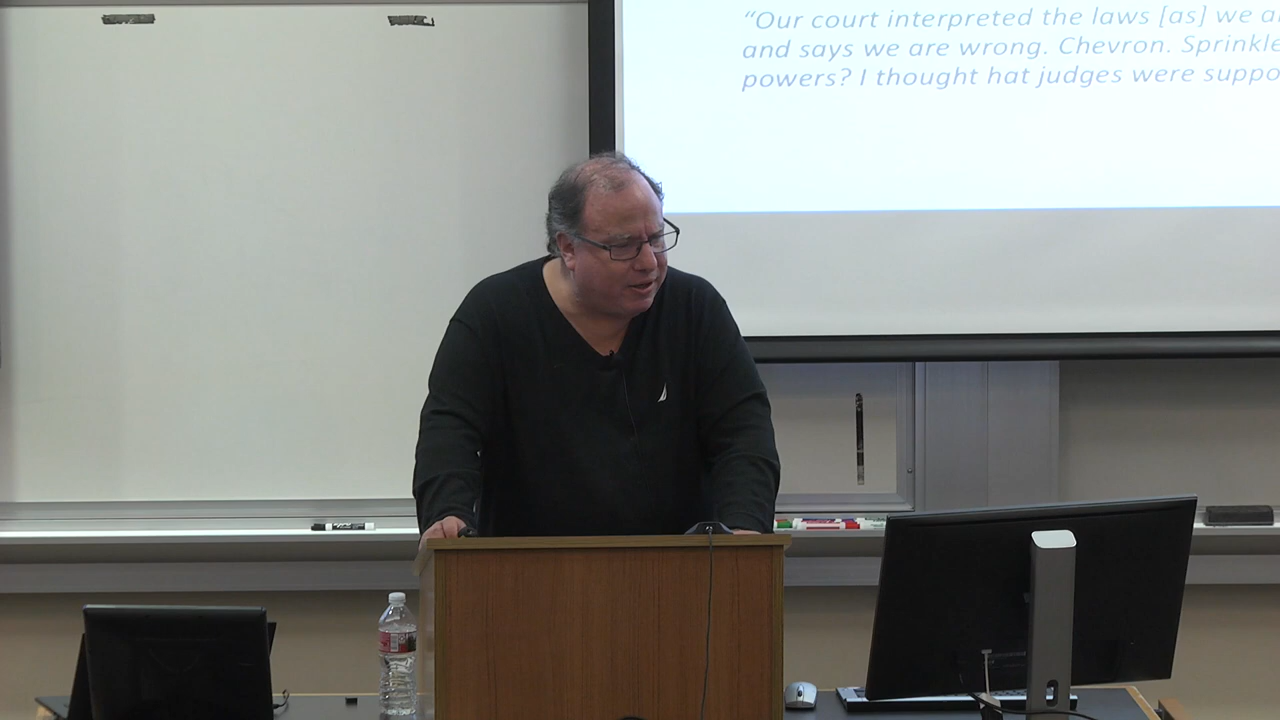 “Our court interpreted the laws [as] we a
and says we are wrong. Chevron. Sprinkle
powers? I thought hat judges were suppo